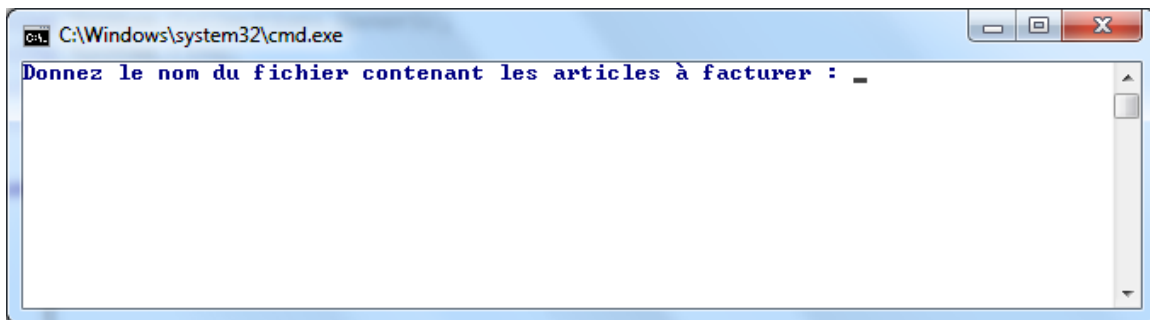 C:\Windows\system32\cmd.exe
Donnez le nom du fichier contenant les articles à facturer : _